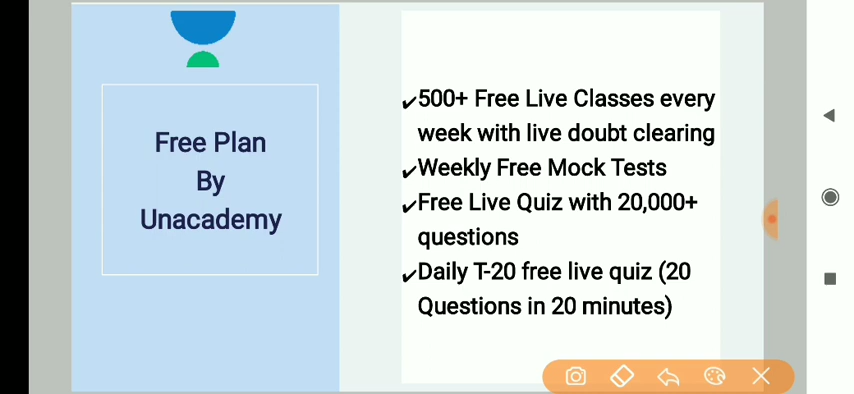 Free Plan
By
Unacademy
✔500+ Free Live Classes every
week with live doubt clearing
✔Weekly Free Mock Tests
✔Free Live Quiz with 20,000+
questions
✔Daily T-20 free live quiz (20
Questions in 20 minutes)